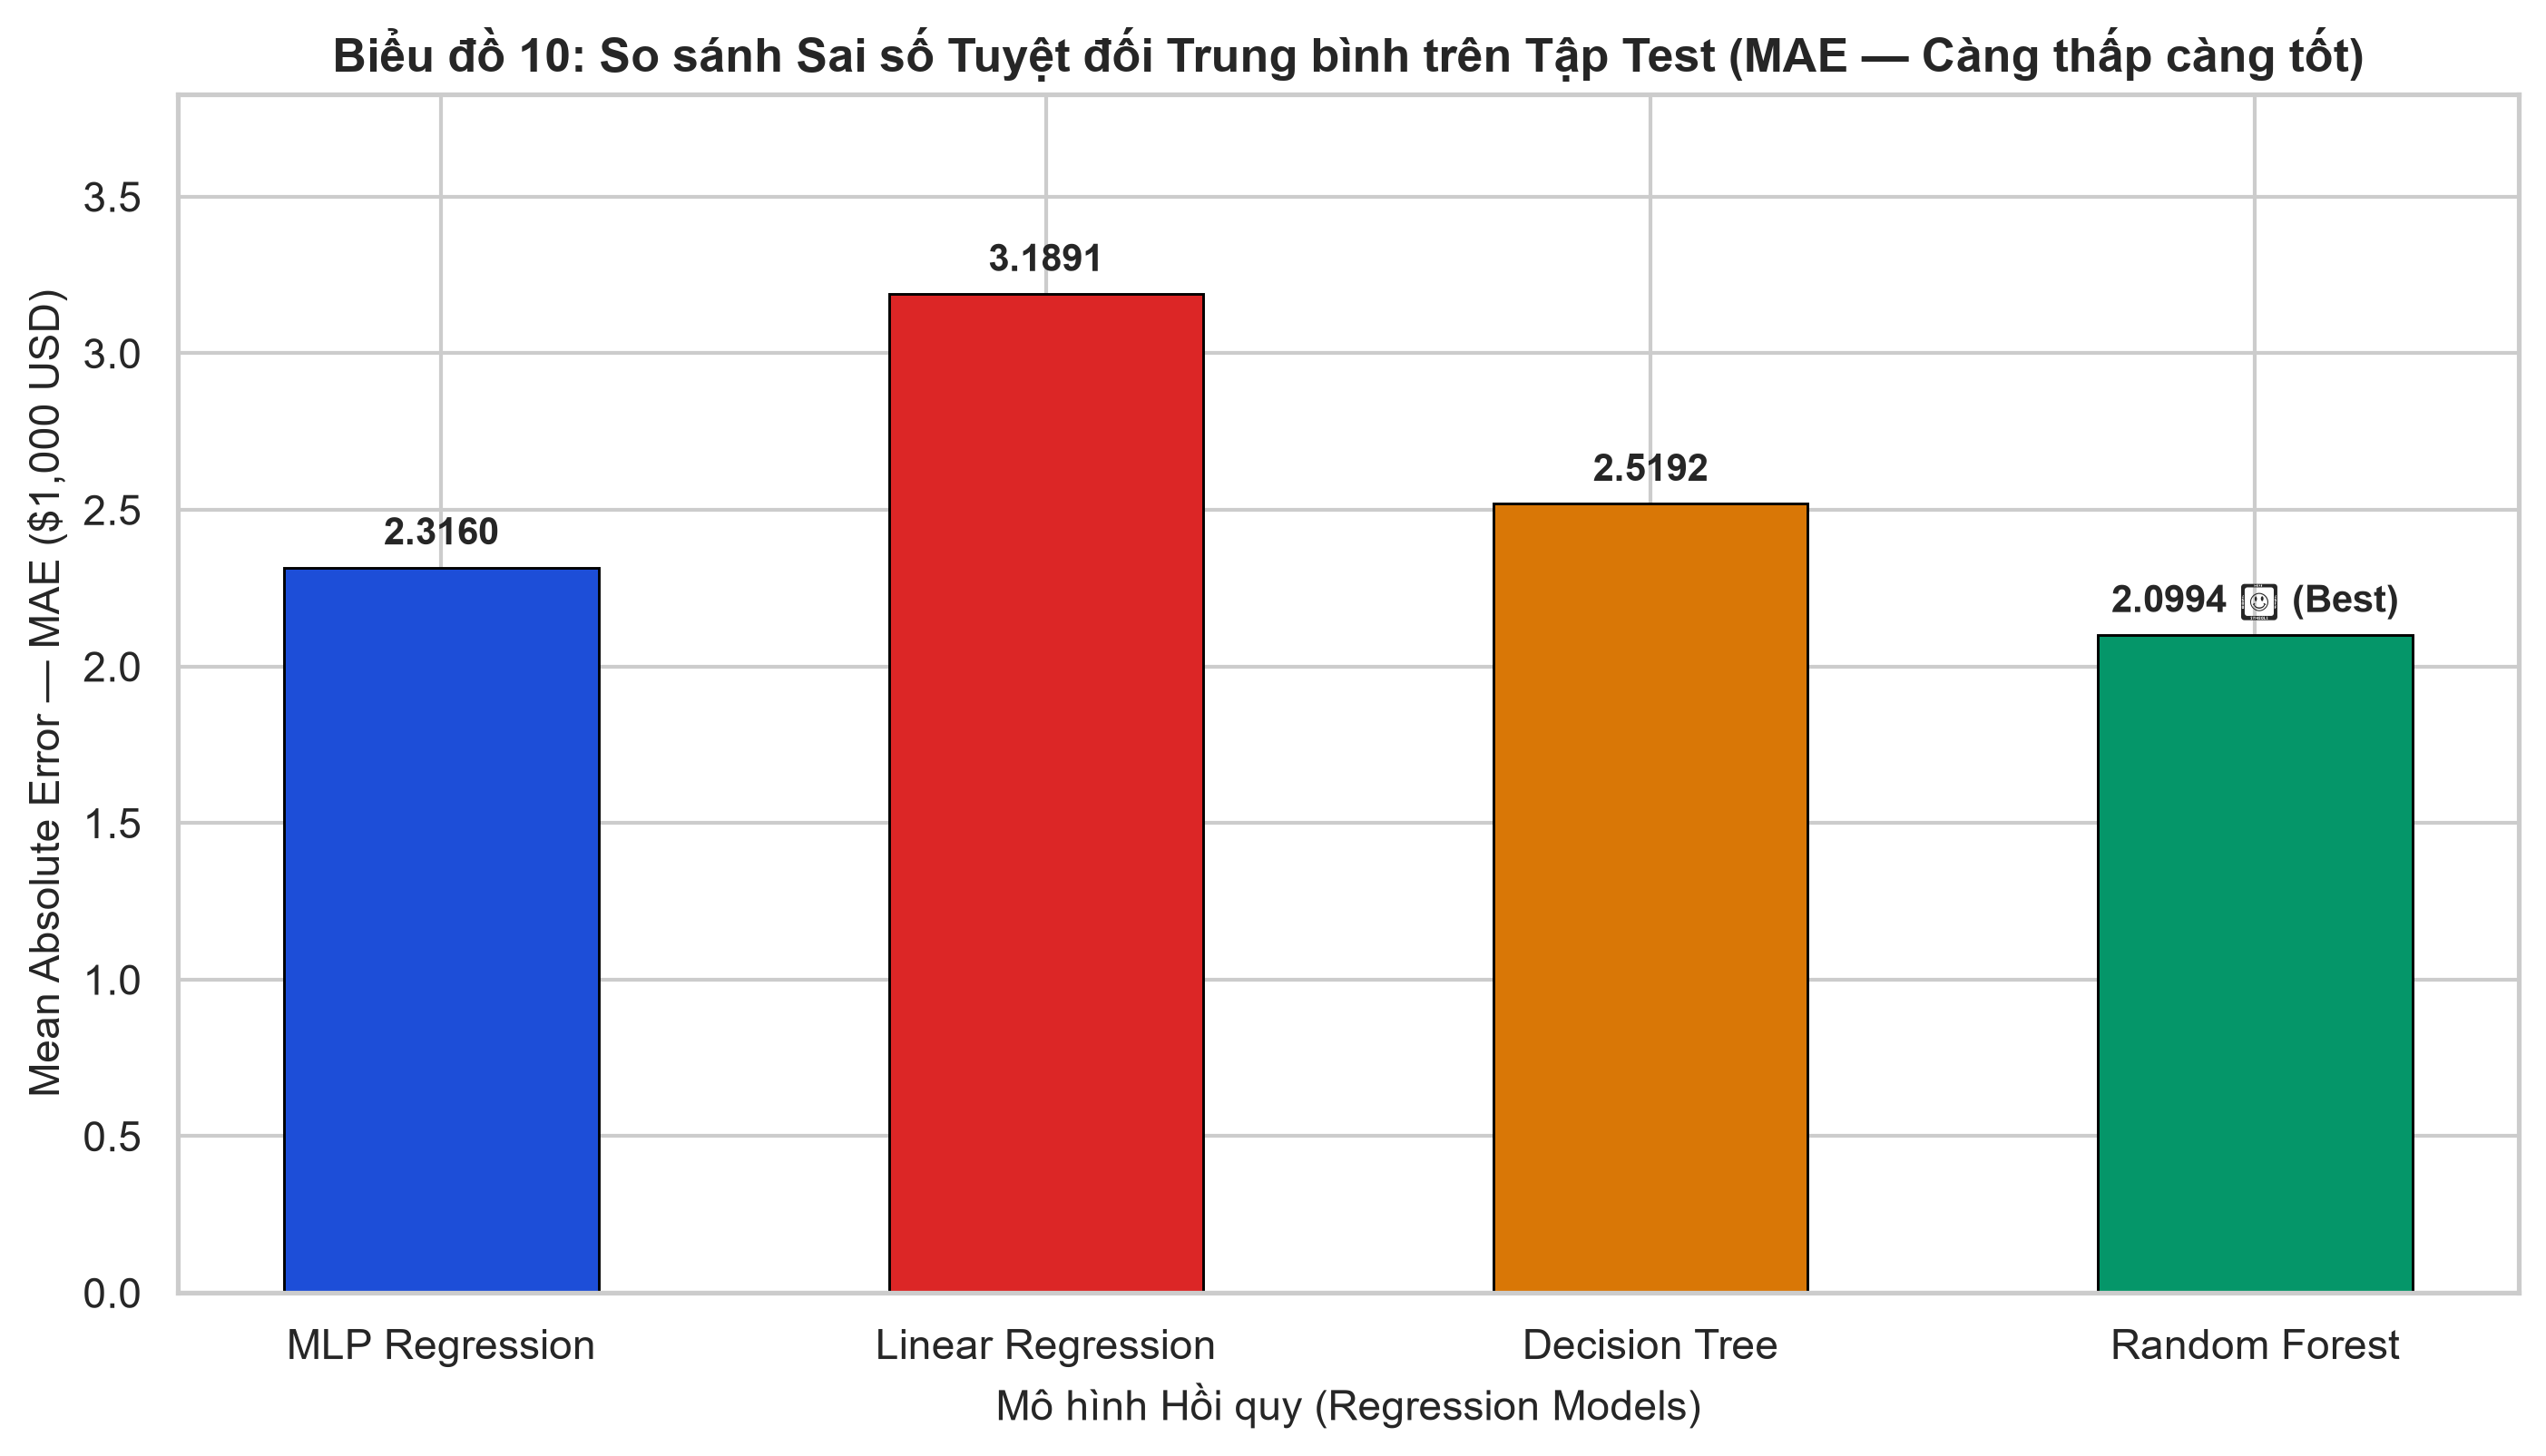 Biểu đồ 10: So sánh Sai số Tuyệt đối Trung bình trên Tập Test (MAE — Càng thấp càng tốt)
Mean Absolute Error — MAE ($1,000 USD)
3.5
3.0
2.5
2.0
1.5
1.0
0.5
0.0
2.3160
3.1891
2.5192
2.0994 (Best)
MLP Regression
Linear Regression
Decision Tree
Random Forest
Mô hình Hồi quy (Regression Models)